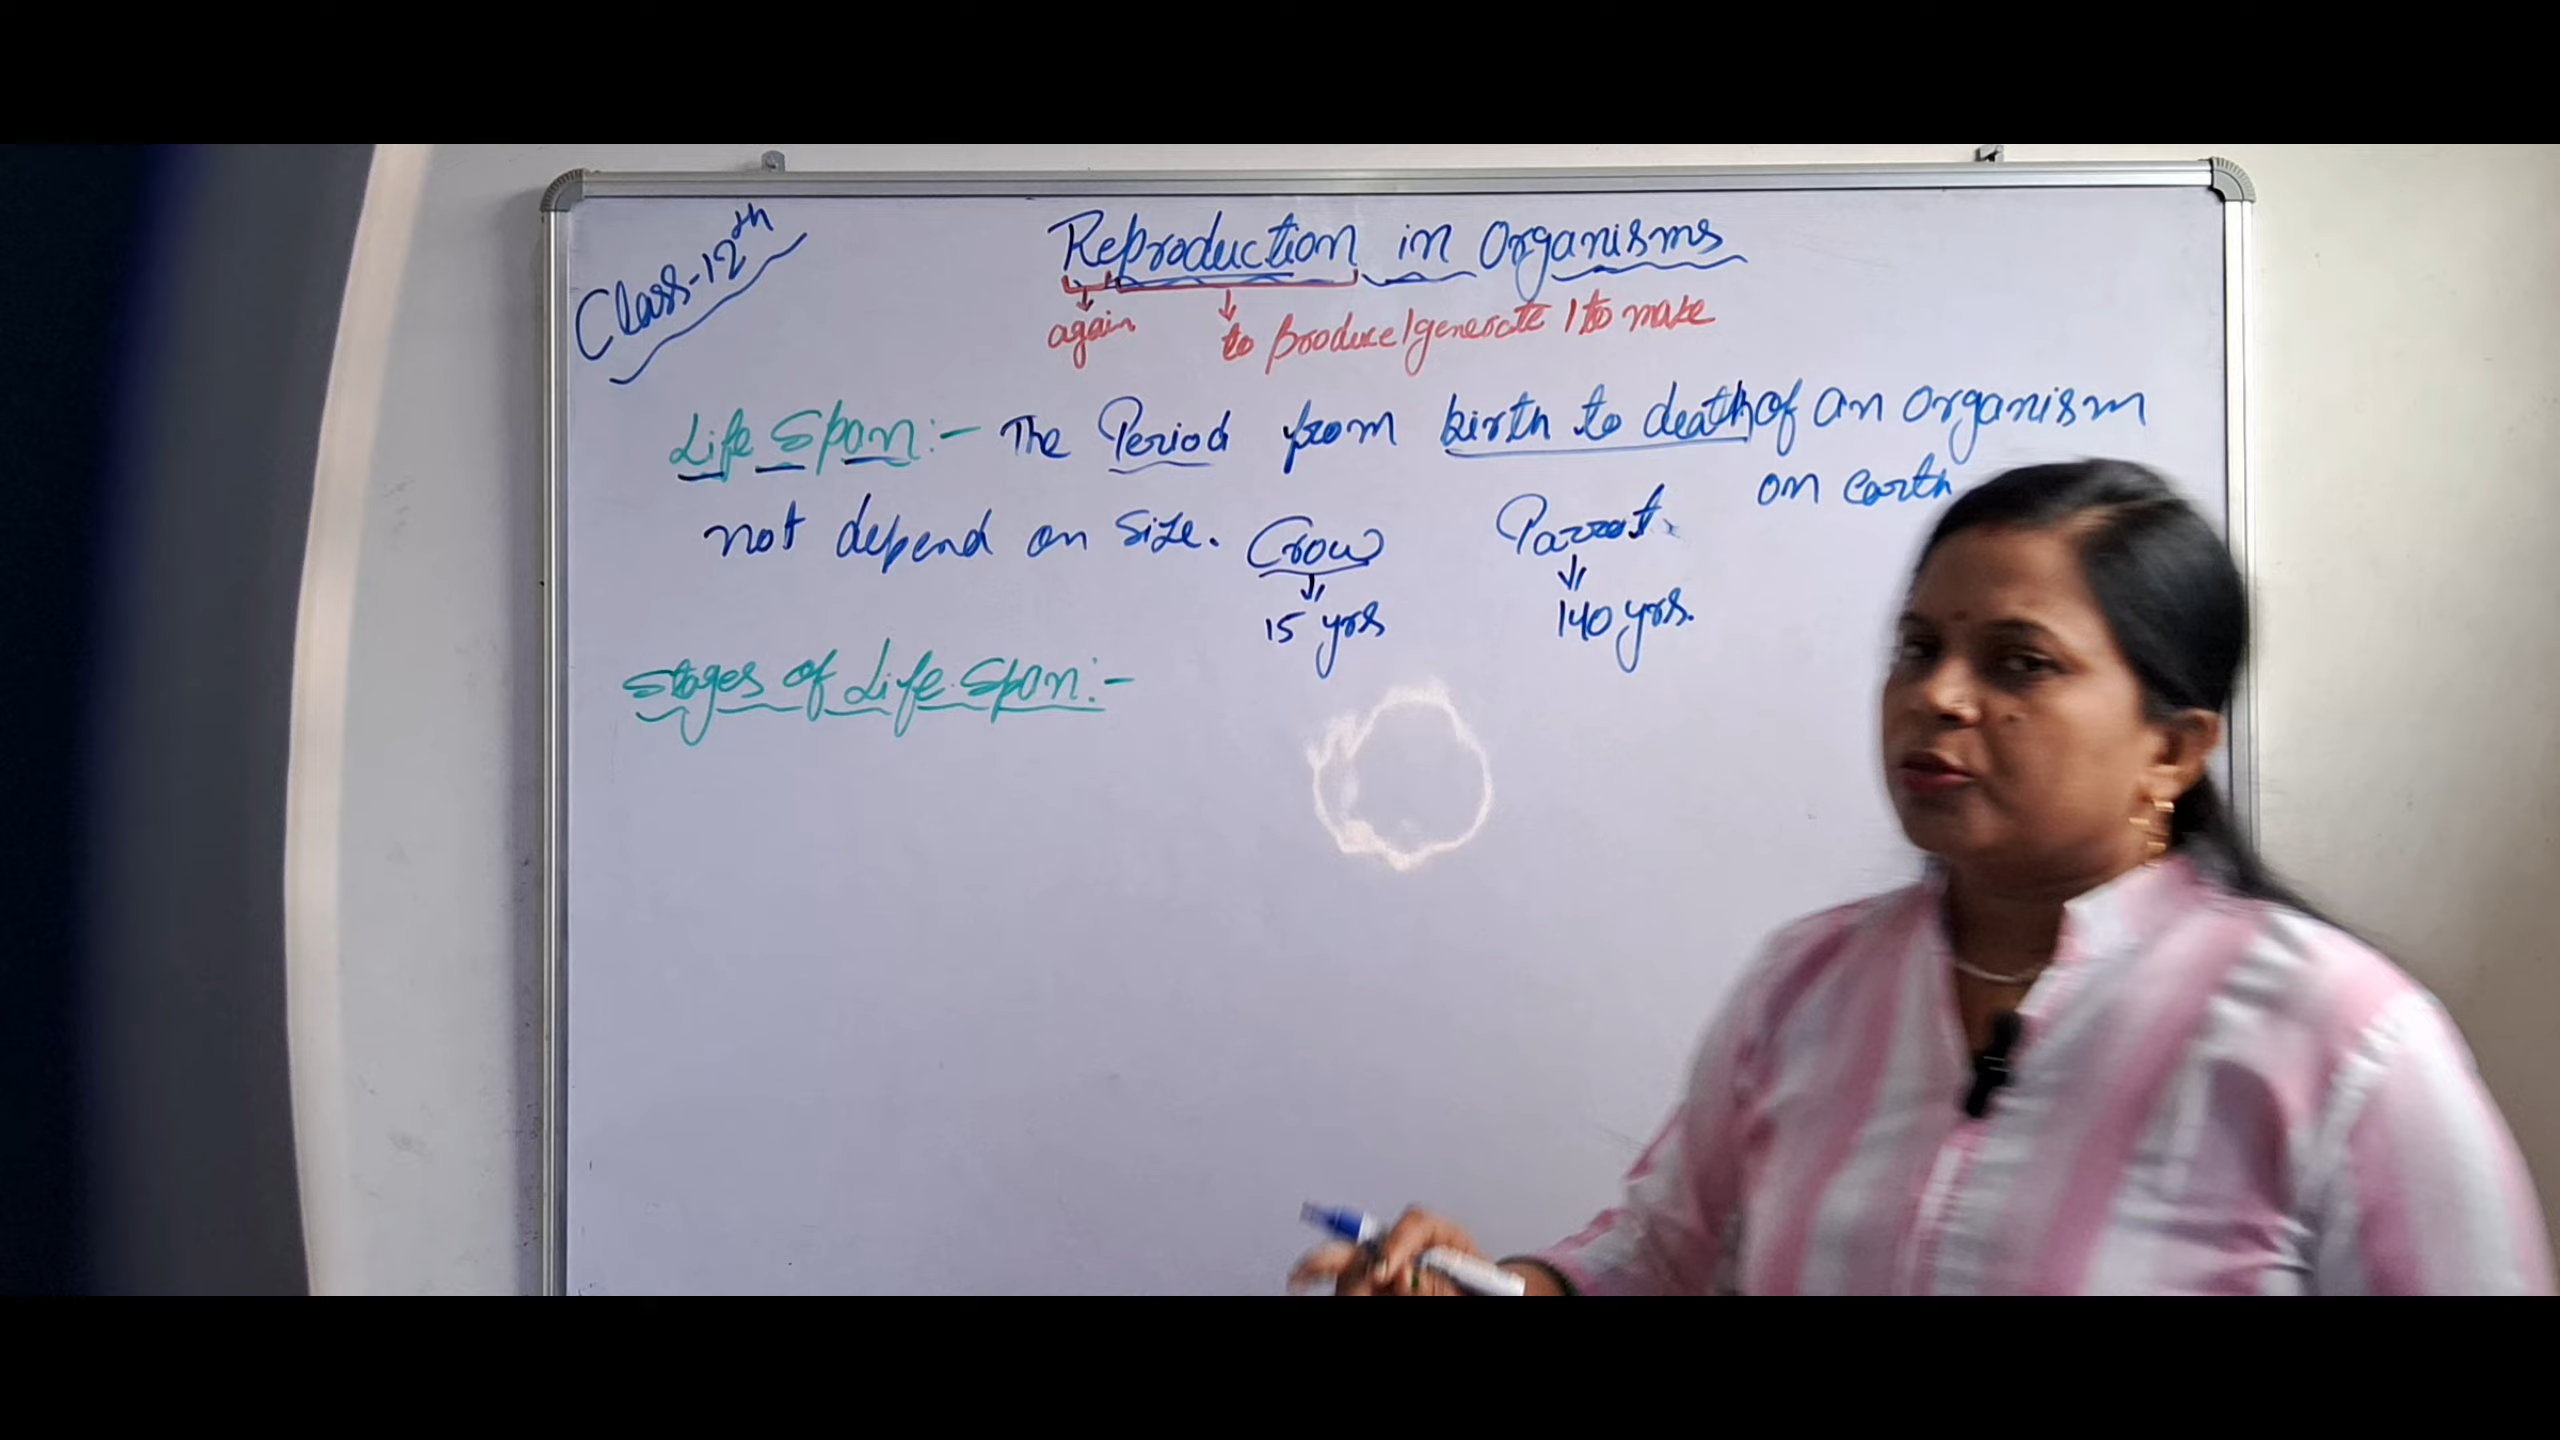 Class-12th
Reproduction in Organisms
again to produce/generate/to make
Life Span:- The Period from birth to death of an organism
on earth
not depend on size. Crow Parrot.
15 yrs 140 yrs.
Stages of Life Span:-